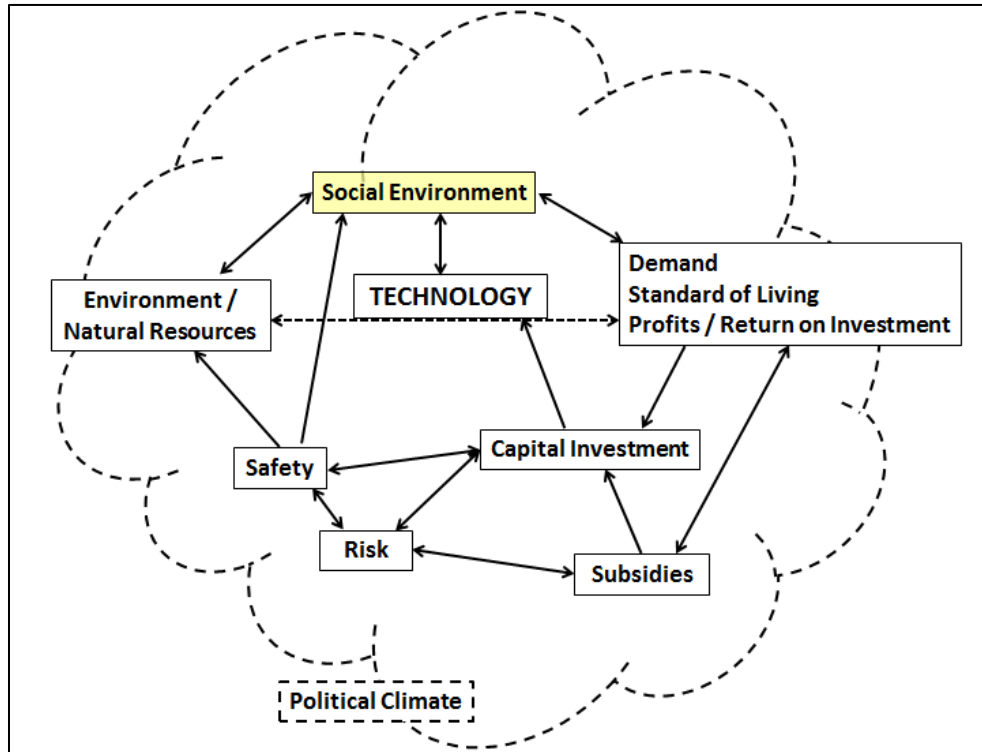 Social Environment
Environment /
Natural Resources
TECHNOLOGY
Demand
Standard of Living
Profits / Return on Investment
Capital Investment
Safety
Risk
Subsidies
Political Climate